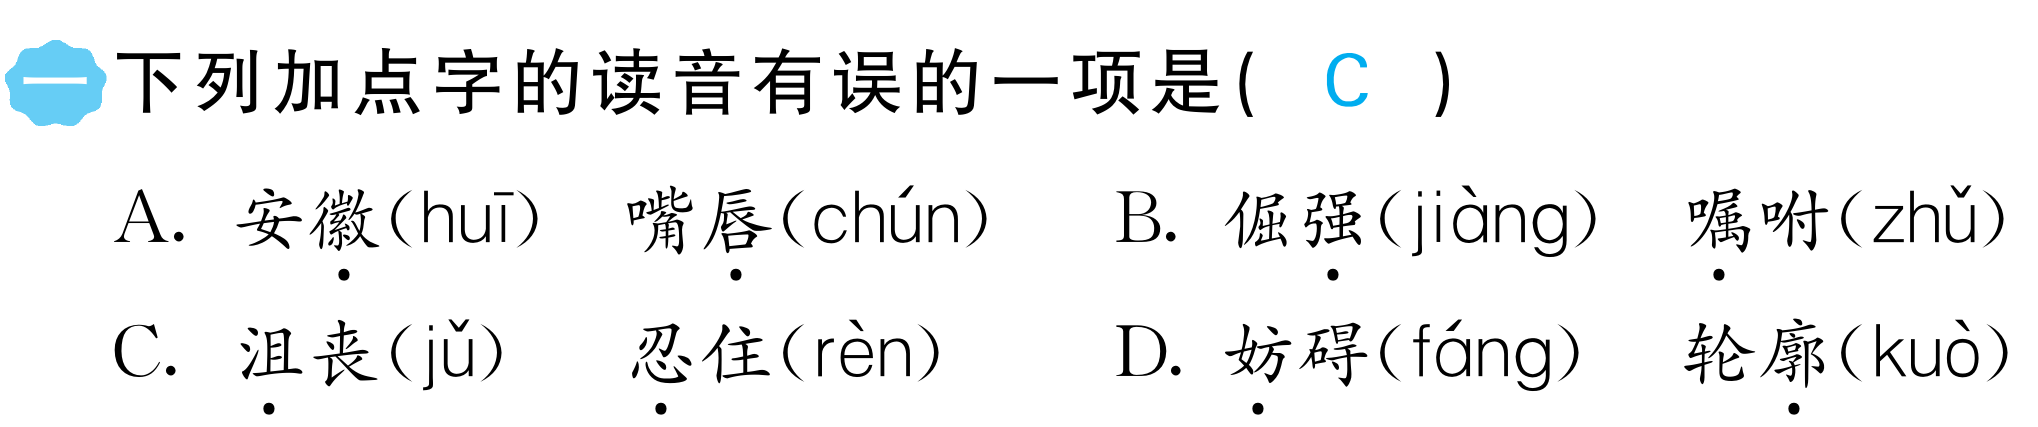 一 下列加点字的读音有误的一项是( C )
A. 安徽(huī) 嘴唇(chún) B. 倔强(jiàng) 嘱咐(zhǔ)
C. 沮丧(jǔ) 忍住(rèn) D. 妨碍(fáng) 轮廓(kuò)